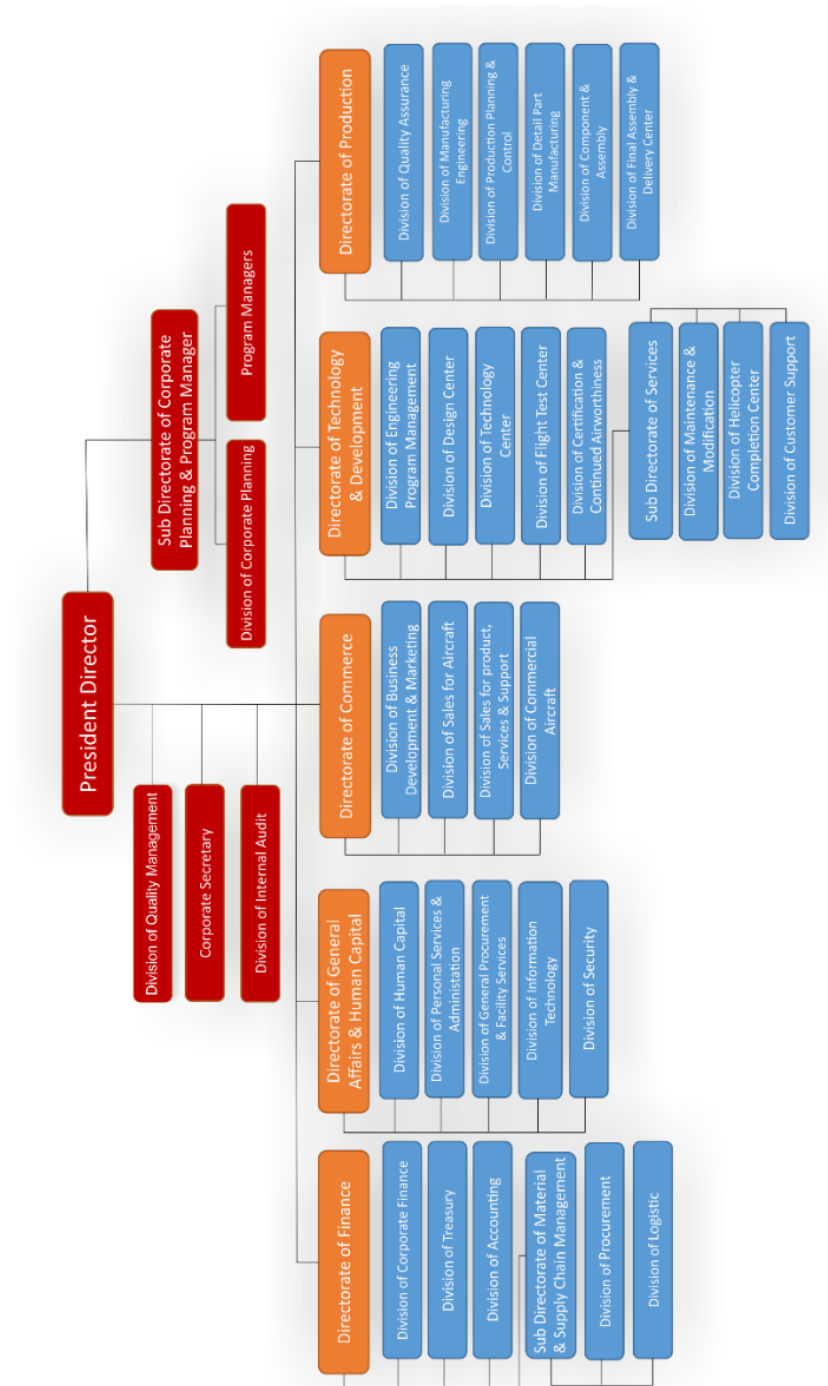 President Director
Division of Quality Management
Corporate Secretary
Division of Internal Audit
Sub Directorate of Corporate
Planning & Program Manager
Division of Corporate Planning
Program Managers
Directorate of Finance
Division of Corporate Finance
Division of Treasury
Division of Accounting
Sub Directorate of Material
& Supply Chain Management
Division of Procurement
Division of Logistic
Directorate of General
Affairs & Human Capital
Division of Human Capital
Division of Personal Services &
Administation
Division of General Procurement
& Facility Services
Division of Information
Technology
Division of Security
Directorate of Commerce
Division of Business
Development & Marketing
Division of Sales for Aircraft
Division of Sales for product,
Services & Support
Division of Commercial
Aircraft
Directorate of Technology
& Development
Division of Engineering
Program Management
Division of Design Center
Division of Technology
Center
Division of Flight Test Center
Division of Certification &
Continued Airworthiness
Sub Directorate of Services
Division of Maintenance &
Modification
Division of Helicopter
Completion Center
Division of Customer Support
Directorate of Production
Division of Quality Assurance
Division of Manufacturing
Engineering
Division of Production Planning &
Control
Division of Detail Part
Manufacturing
Division of Component &
Assembly
Division of Final Assembly &
Delivery Center